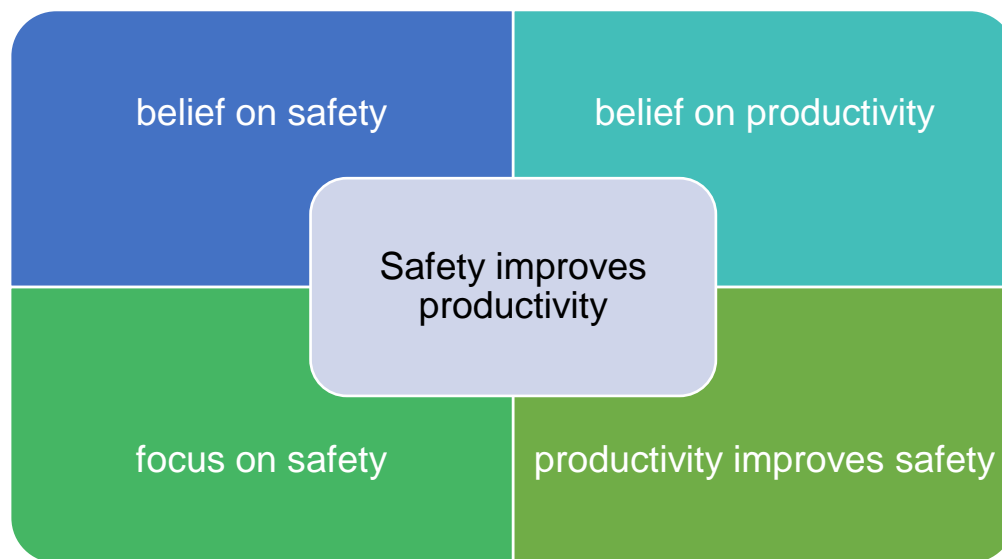 belief on safety
belief on productivity
Safety improves
productivity
focus on safety
productivity improves safety